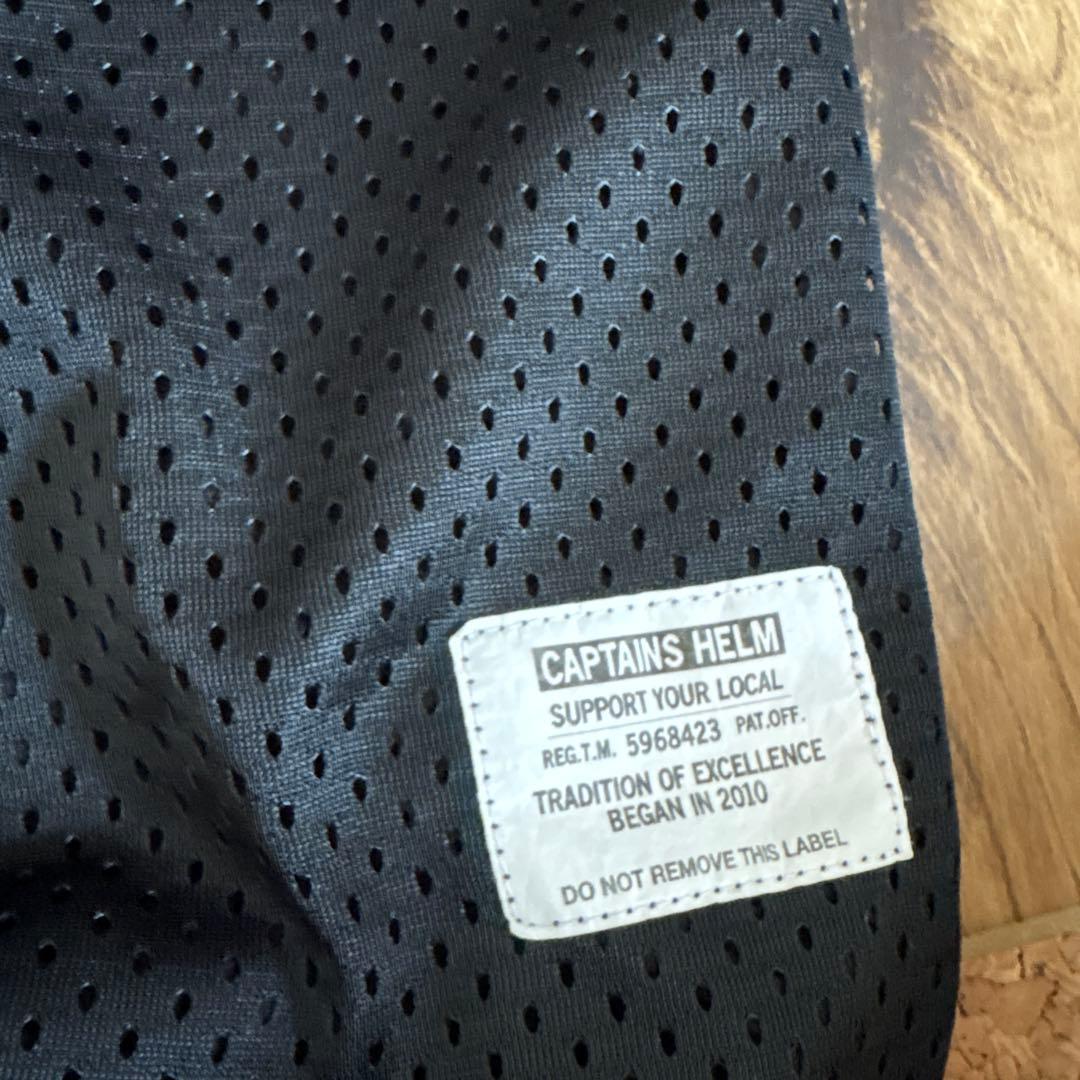 CAPTAINS HELM
SUPPORT YOUR LOCAL
REG.T.M. 5968423 PAT.OFF.
TRADITION OF EXCELLENCE
BEGAN IN 2010
DO NOT REMOVE THIS LABEL